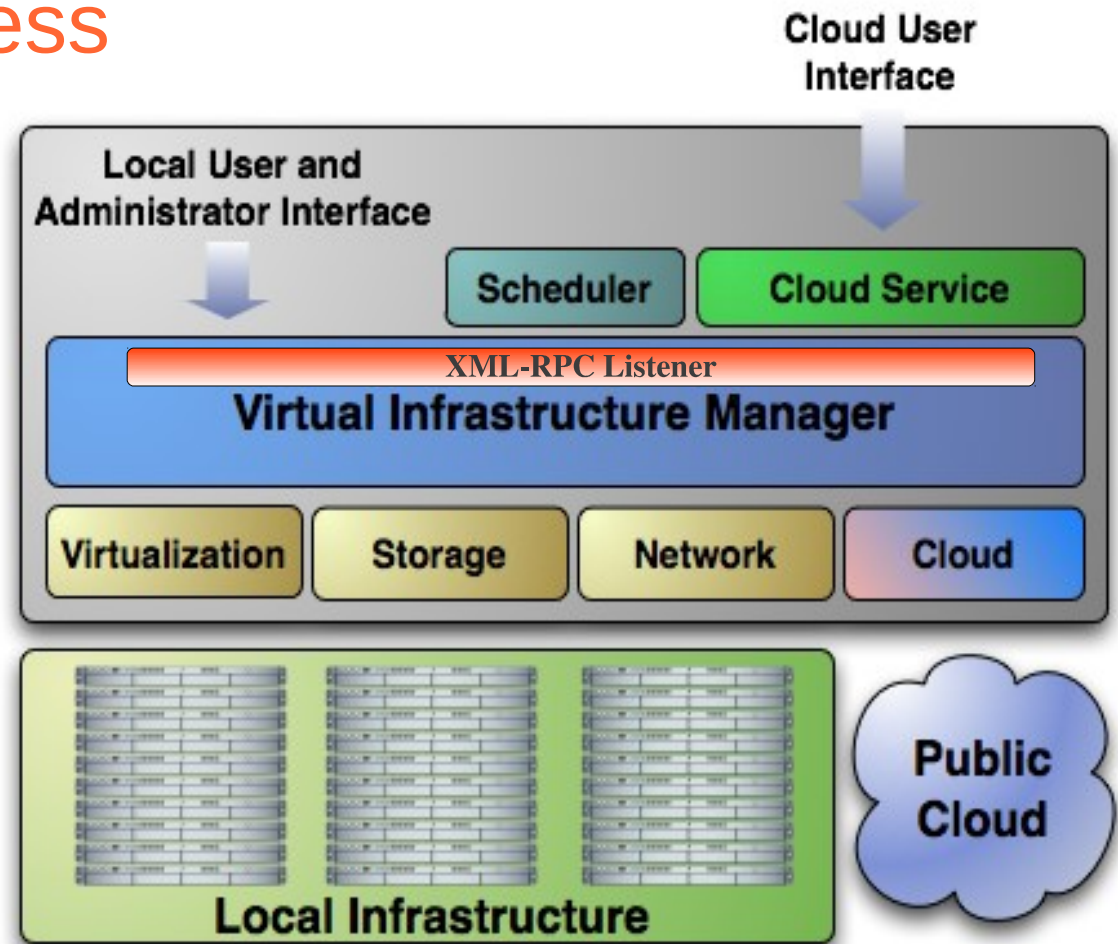 ess
Cloud User
Interface
Local User and
Administrator Interface
Scheduler
Cloud Service
XML-RPC Listener
Virtual Infrastructure Manager
Virtualization
Storage
Network
Cloud
Public
Cloud
Local Infrastructure